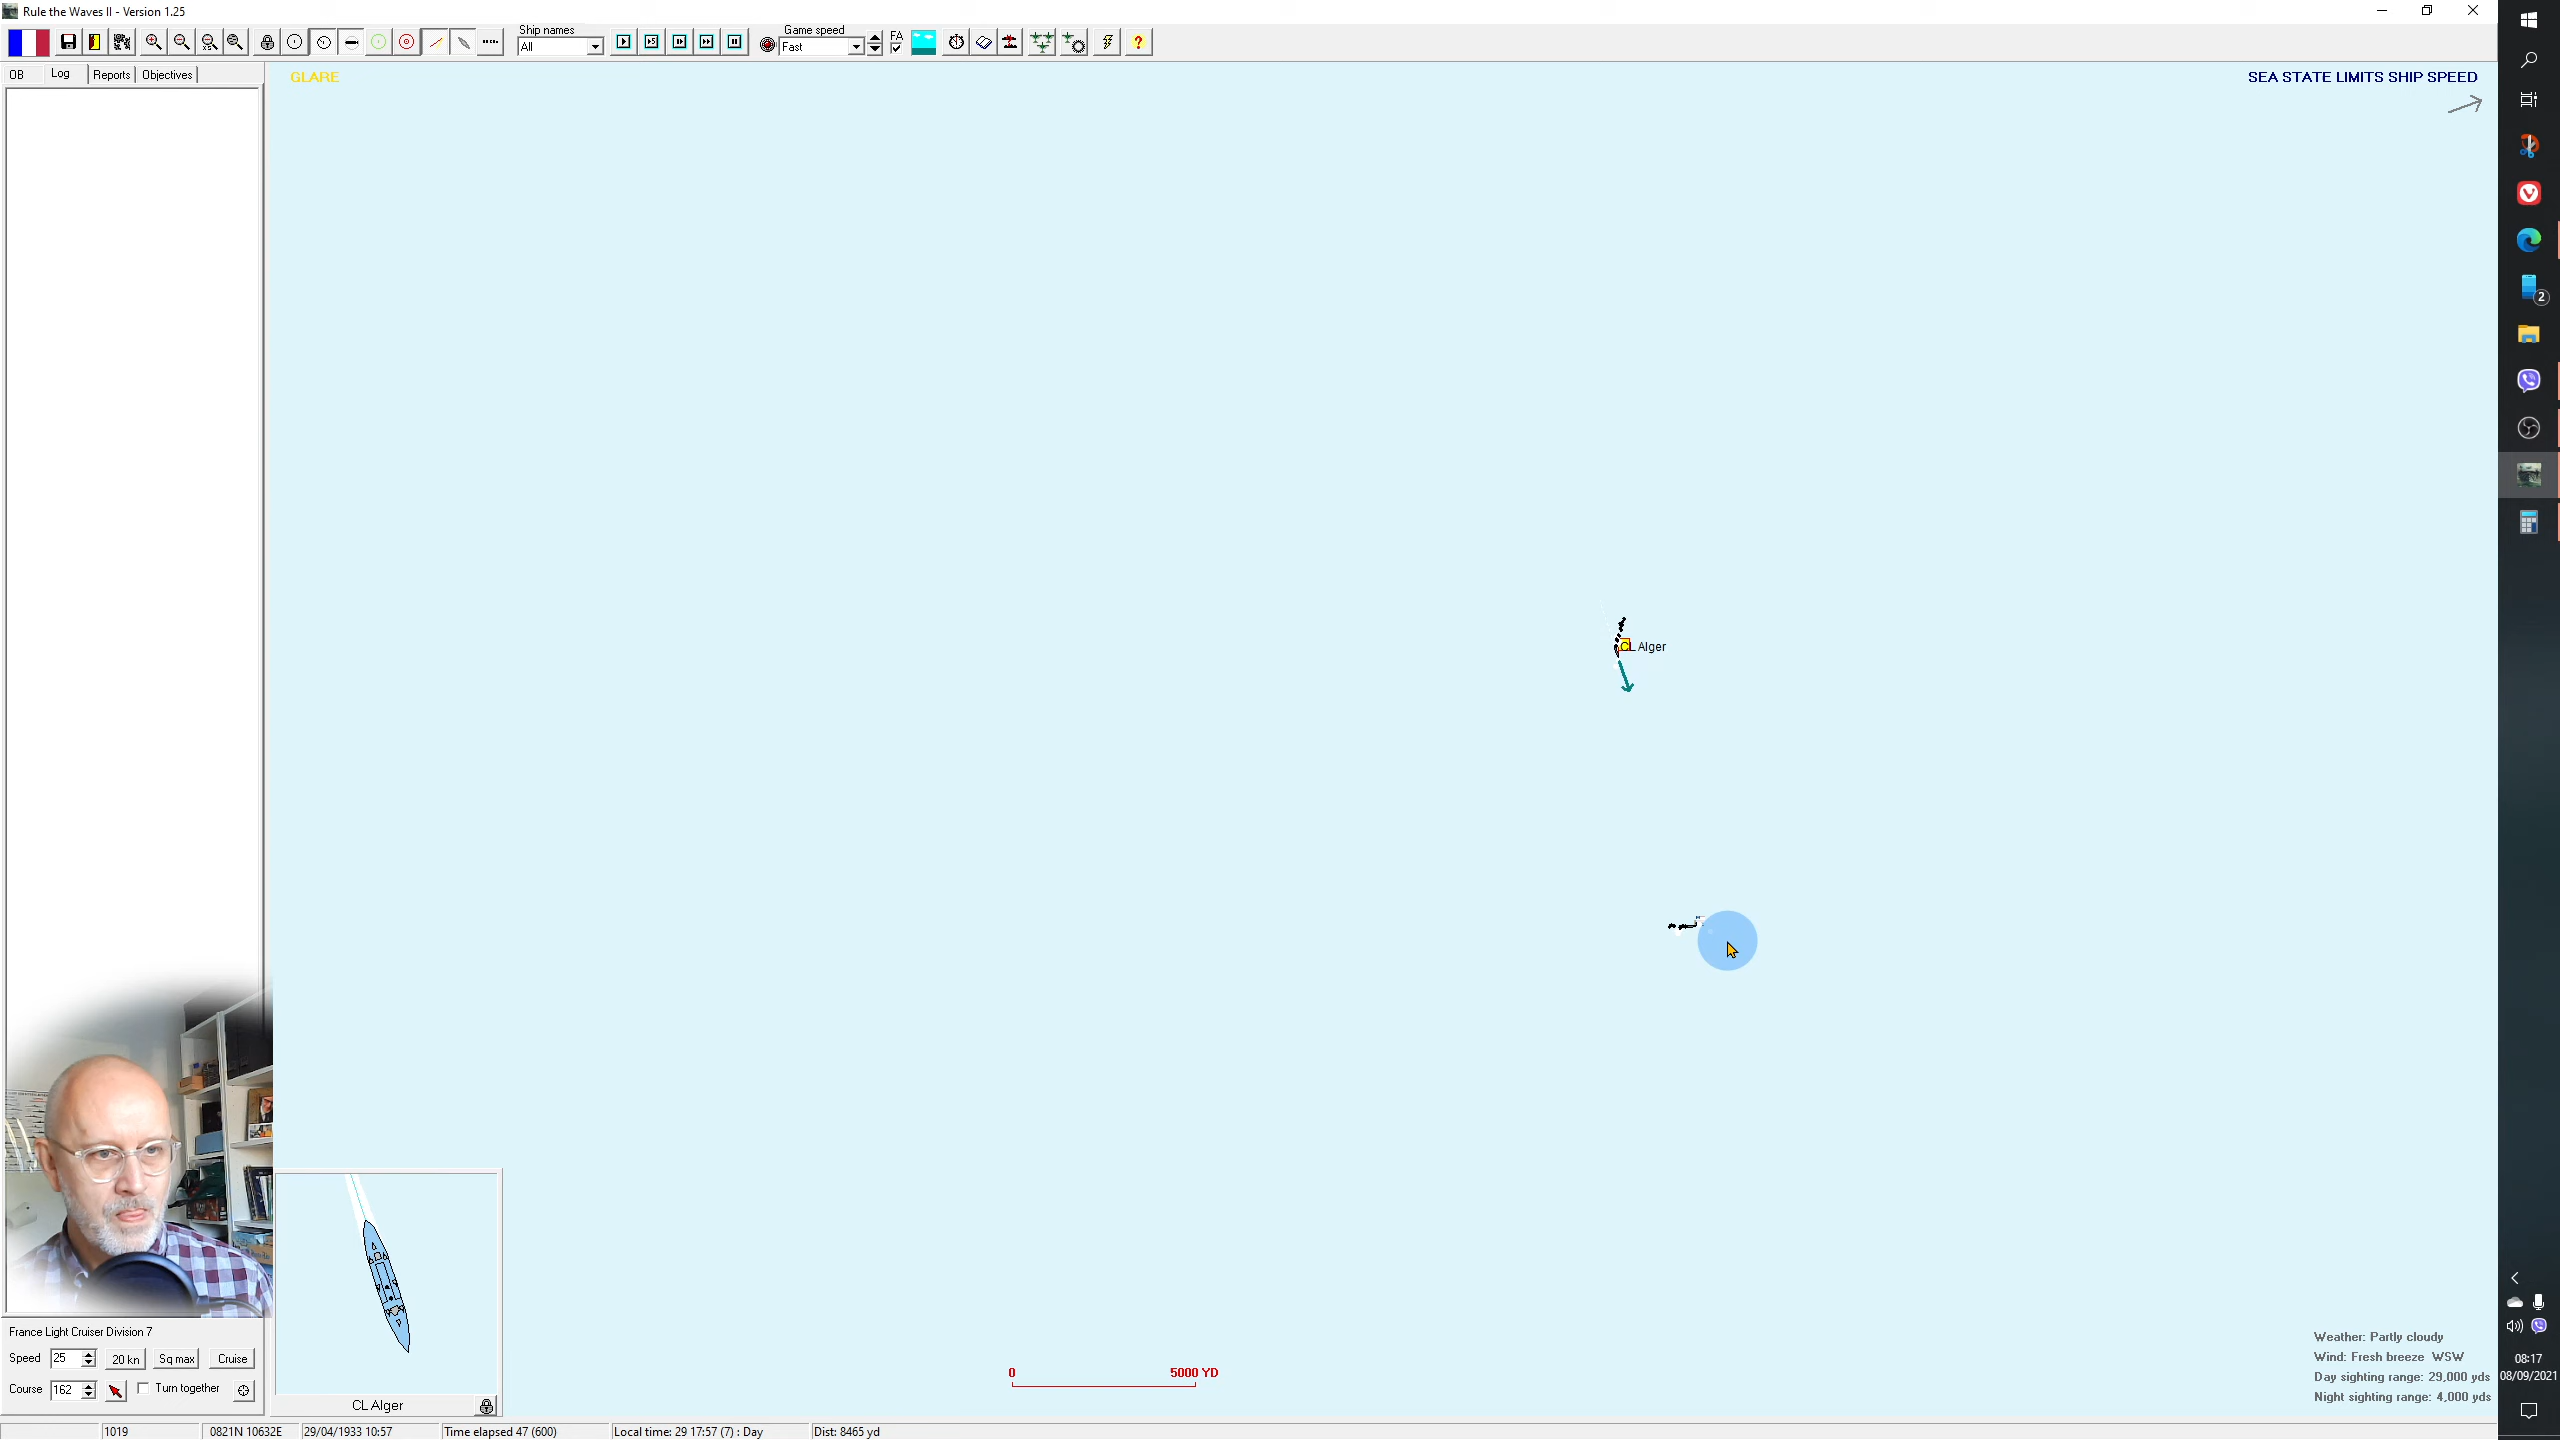 Rule the Waves II - Version 1.25
Ship names
All
Game speed
Fast
FA
OB
Log
Reports
Objectives
GLARE
SEA STATE LIMITS SHIP SPEED
CL Alger
2
France Light Cruiser Division 7
Speed 25 20 kn Sq max Cruise
Course 162 Turn together
CL Alger
0 5000 YD
Weather: Partly cloudy
Wind: Fresh breeze WSW
Day sighting range: 29,000 yds
Night sighting range: 4,000 yds
08:17
08/09/2021
1019 0821N 10632E 29/04/1933 10:57 Time elapsed 47 (600) Local time: 29 17:57 (7) : Day Dist: 8465 yd